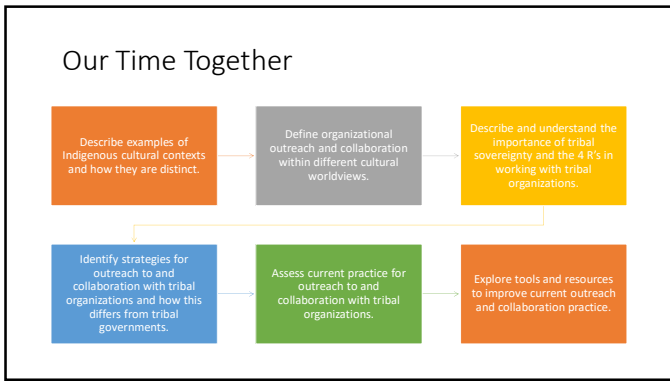 Our Time Together
Describe examples of
Indigenous cultural contexts
and how they are distinct.
Define organizational
outreach and collaboration
within different cultural
worldviews.
Describe and understand the
importance of tribal
sovereignty and the 4 R's in
working with tribal
organizations.
Identify strategies for
outreach to and
collaboration with tribal
organizations and how this
differs from tribal
governments.
Assess current practice for
outreach to and
collaboration with tribal
organizations.
Explore tools and resources
to improve current outreach
and collaboration practice.